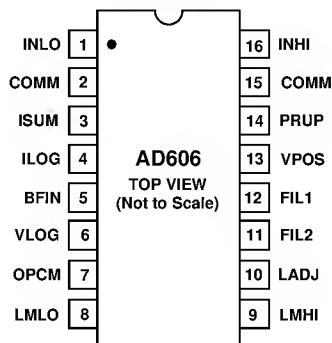 INLO 1 16 INHI
COMM 2 15 COMM
ISUM 3 14 PRUP
ILOG 4 13 VPOS
AD606
TOP VIEW
(Not to Scale)
BFIN 5 12 FIL1
VLOG 6 11 FIL2
OPCM 7 10 LADJ
LMLO 8 9 LMHI